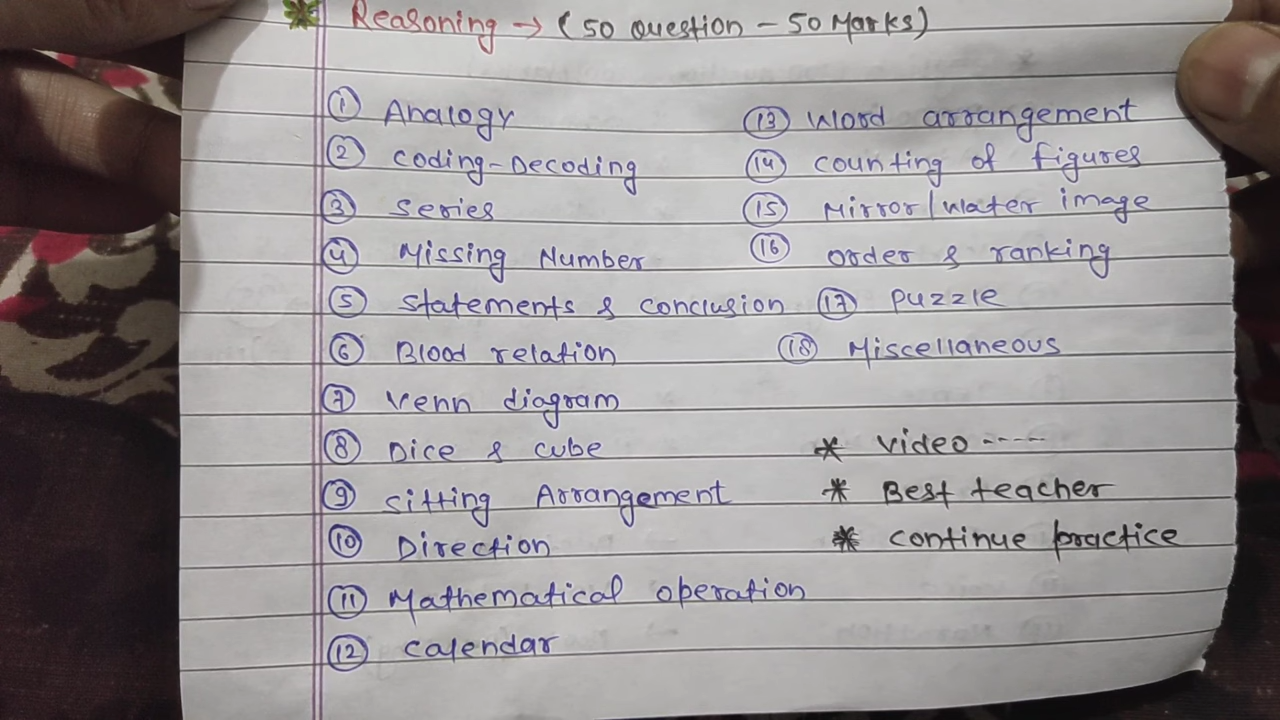 Reasoning → (50 Question - 50 Marks)
① Analogy
② Coding-Decoding
③ Series
④ Missing Number
⑤ Statements & conclusion
⑥ Blood relation
⑦ Venn diagram
⑧ Dice & cube
⑨ Sitting Arrangement
⑩ Direction
⑪ Mathematical operation
⑫ Calendar
⑬ Word arrangement
⑭ Counting of figures
⑮ Mirror/Water image
⑯ order & ranking
⑰ Puzzle
⑱ Miscellaneous
* Video ----
* Best teacher
* continue practice